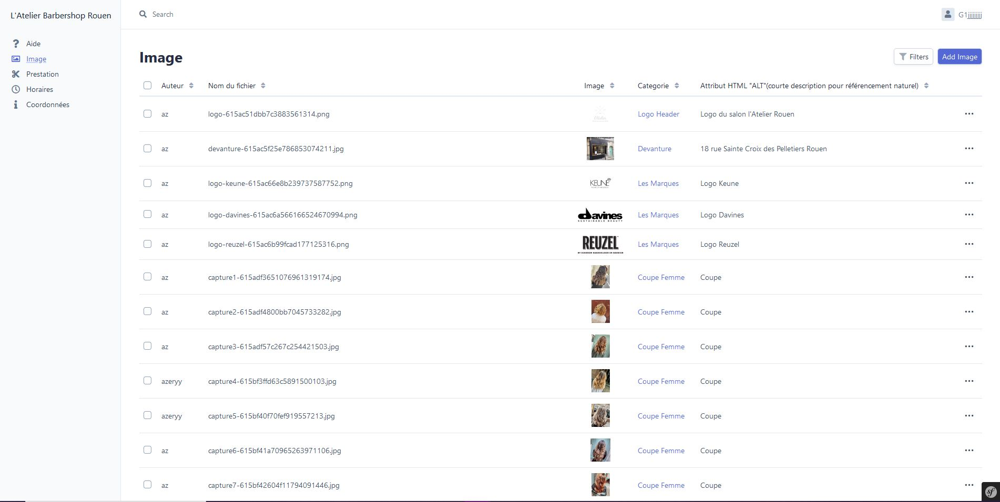 L'Atelier Barbershop Rouen
Search
Aide
Image
Prestation
Horaires
Coordonnées
Image
Filters
Add Image
Auteur Nom du fichier Image Categorie Attribut HTML "ALT"(courte description pour référencement naturel)
az logo-615ac51dbb7c3883561314.png Logo Header Logo du salon l'Atelier Rouen
az devanture-615ac5f25e786853074211.jpg Devanture 18 rue Sainte Croix des Pelletiers Rouen
az logo-keune-615ac66e8b239737587752.png KEUNE Les Marques Logo Keune
az logo-davines-615ac6a566166524670994.png davines SUSTAINABLE BEAUTY Les Marques Logo Davines
az logo-reuzel-615ac6b99fcad177125316.png REUZEL BY SCHOREM HAARSNIJDER EN BARBIER Les Marques Logo Reuzel
az capture1-615adf3651076961319174.jpg Coupe Femme Coupe
az capture2-615adf4800bb7045733282.jpg Coupe Femme Coupe
az capture3-615adf57c267c254421503.jpg Coupe Femme Coupe
azeryy capture4-615bf3ffd63c5891500103.jpg Coupe Femme Coupe
azeryy capture5-615bf40f70fef919557213.jpg Coupe Femme Coupe
az capture6-615bf41a70965263971106.jpg Coupe Femme Coupe
az capture7-615bf42604f11794091446.jpg Coupe Femme Coupe
sf